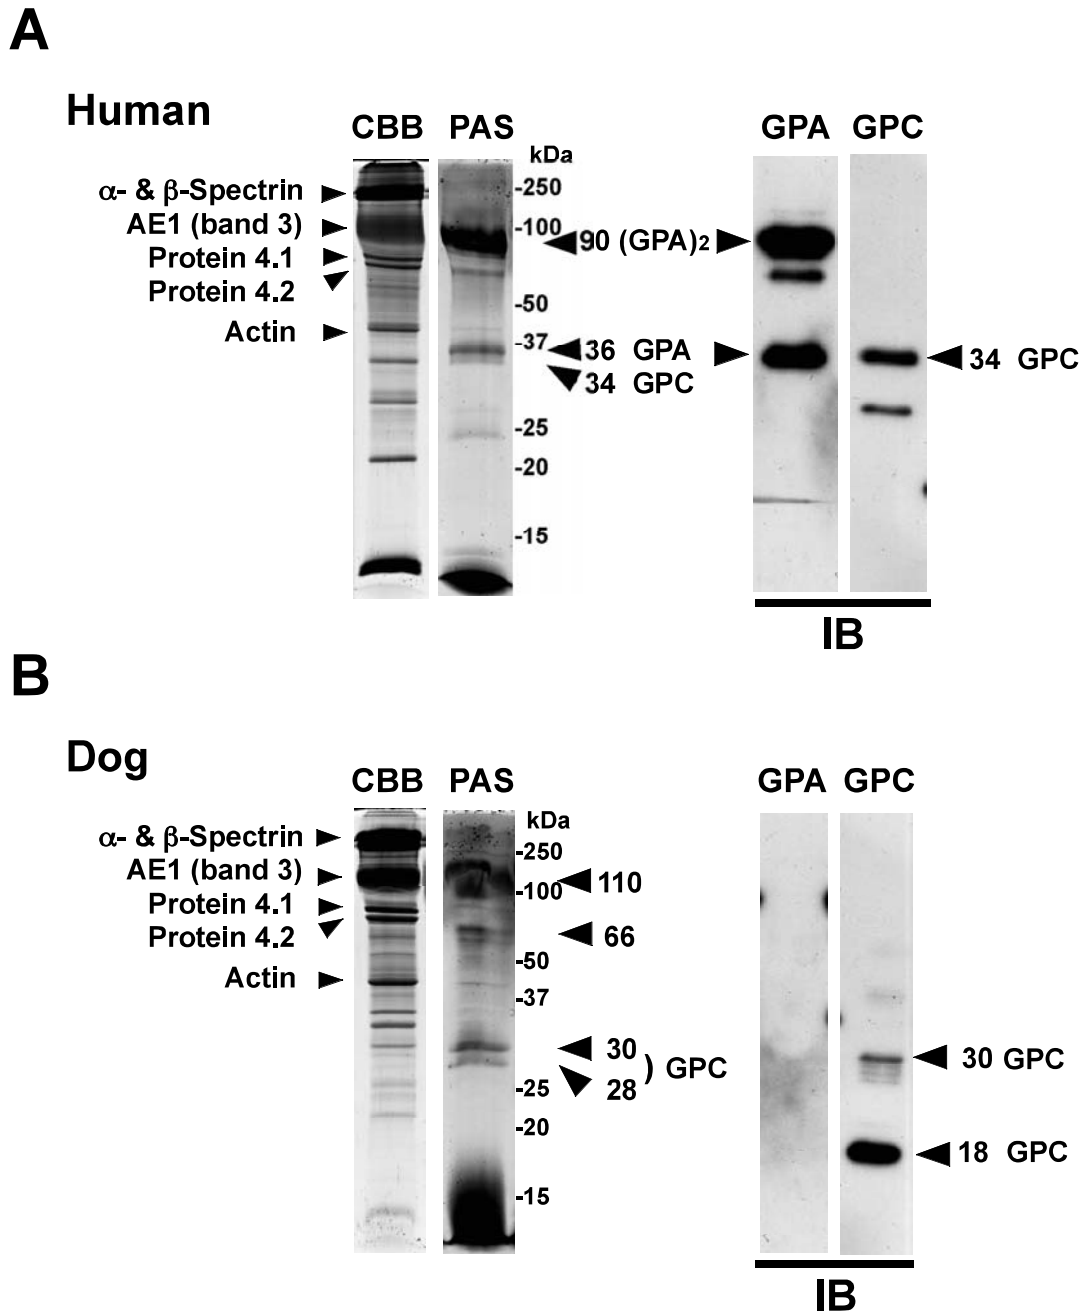 A
Human
CBB PAS
GPA GPC
kDa
α- & β-Spectrin
-250
AE1 (band 3)
-100
90 (GPA)2
Protein 4.1
Protein 4.2
-50
Actin
-37
36 GPA
34 GPC
34 GPC
-25
-20
-15
IB
B
Dog
CBB PAS
GPA GPC
kDa
α- & β-Spectrin
-250
AE1 (band 3)
-100
110
Protein 4.1
Protein 4.2
66
-50
Actin
-37
30
28
) GPC
30 GPC
-25
-20
18 GPC
-15
IB